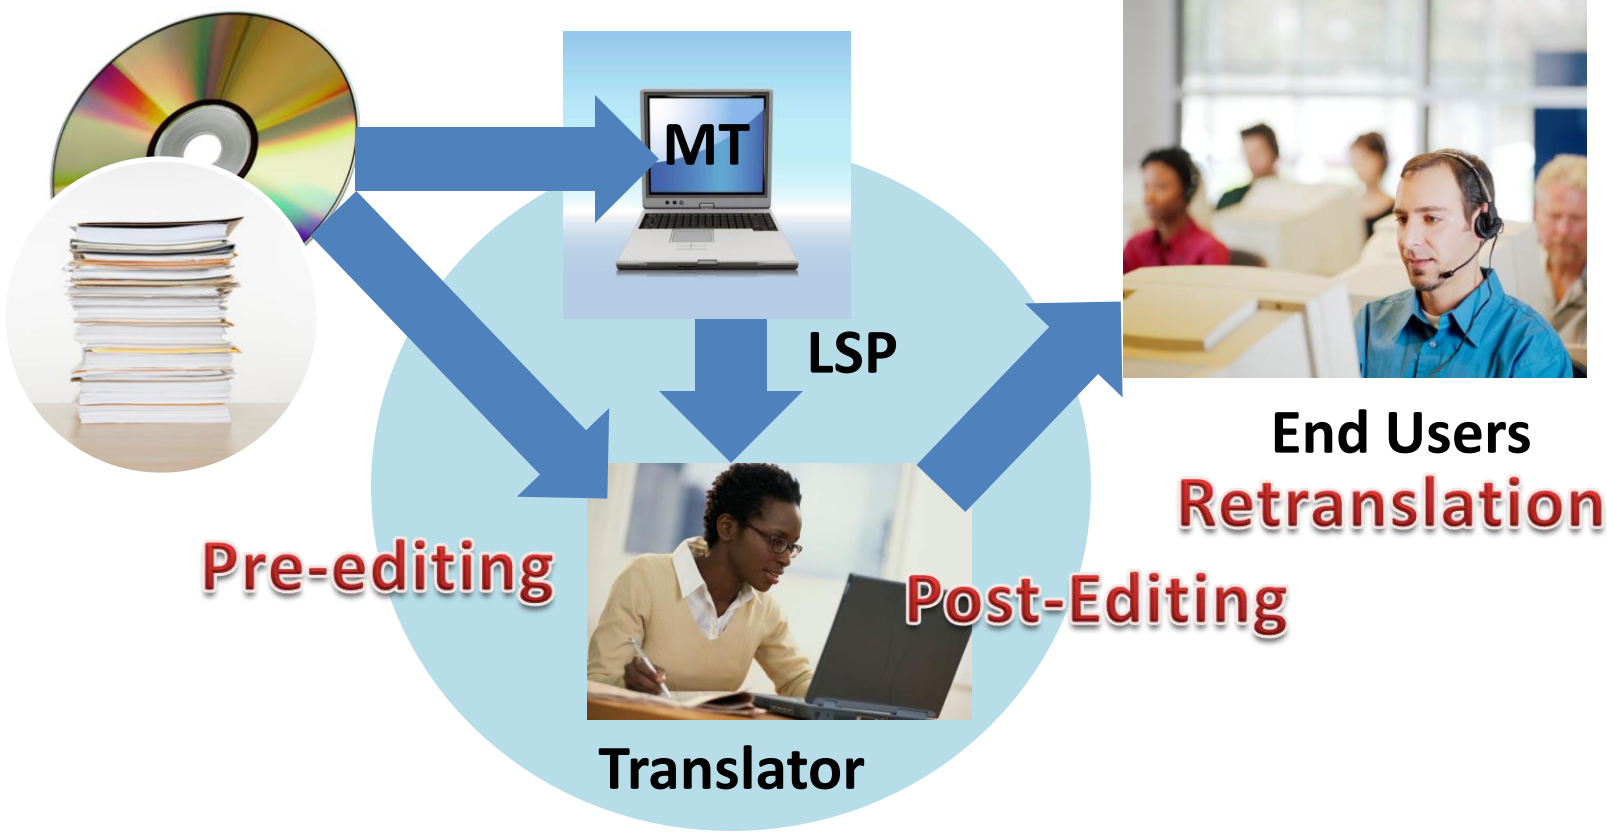 MT
LSP
End Users
Retranslation
Pre-editing
Post-Editing
Translator